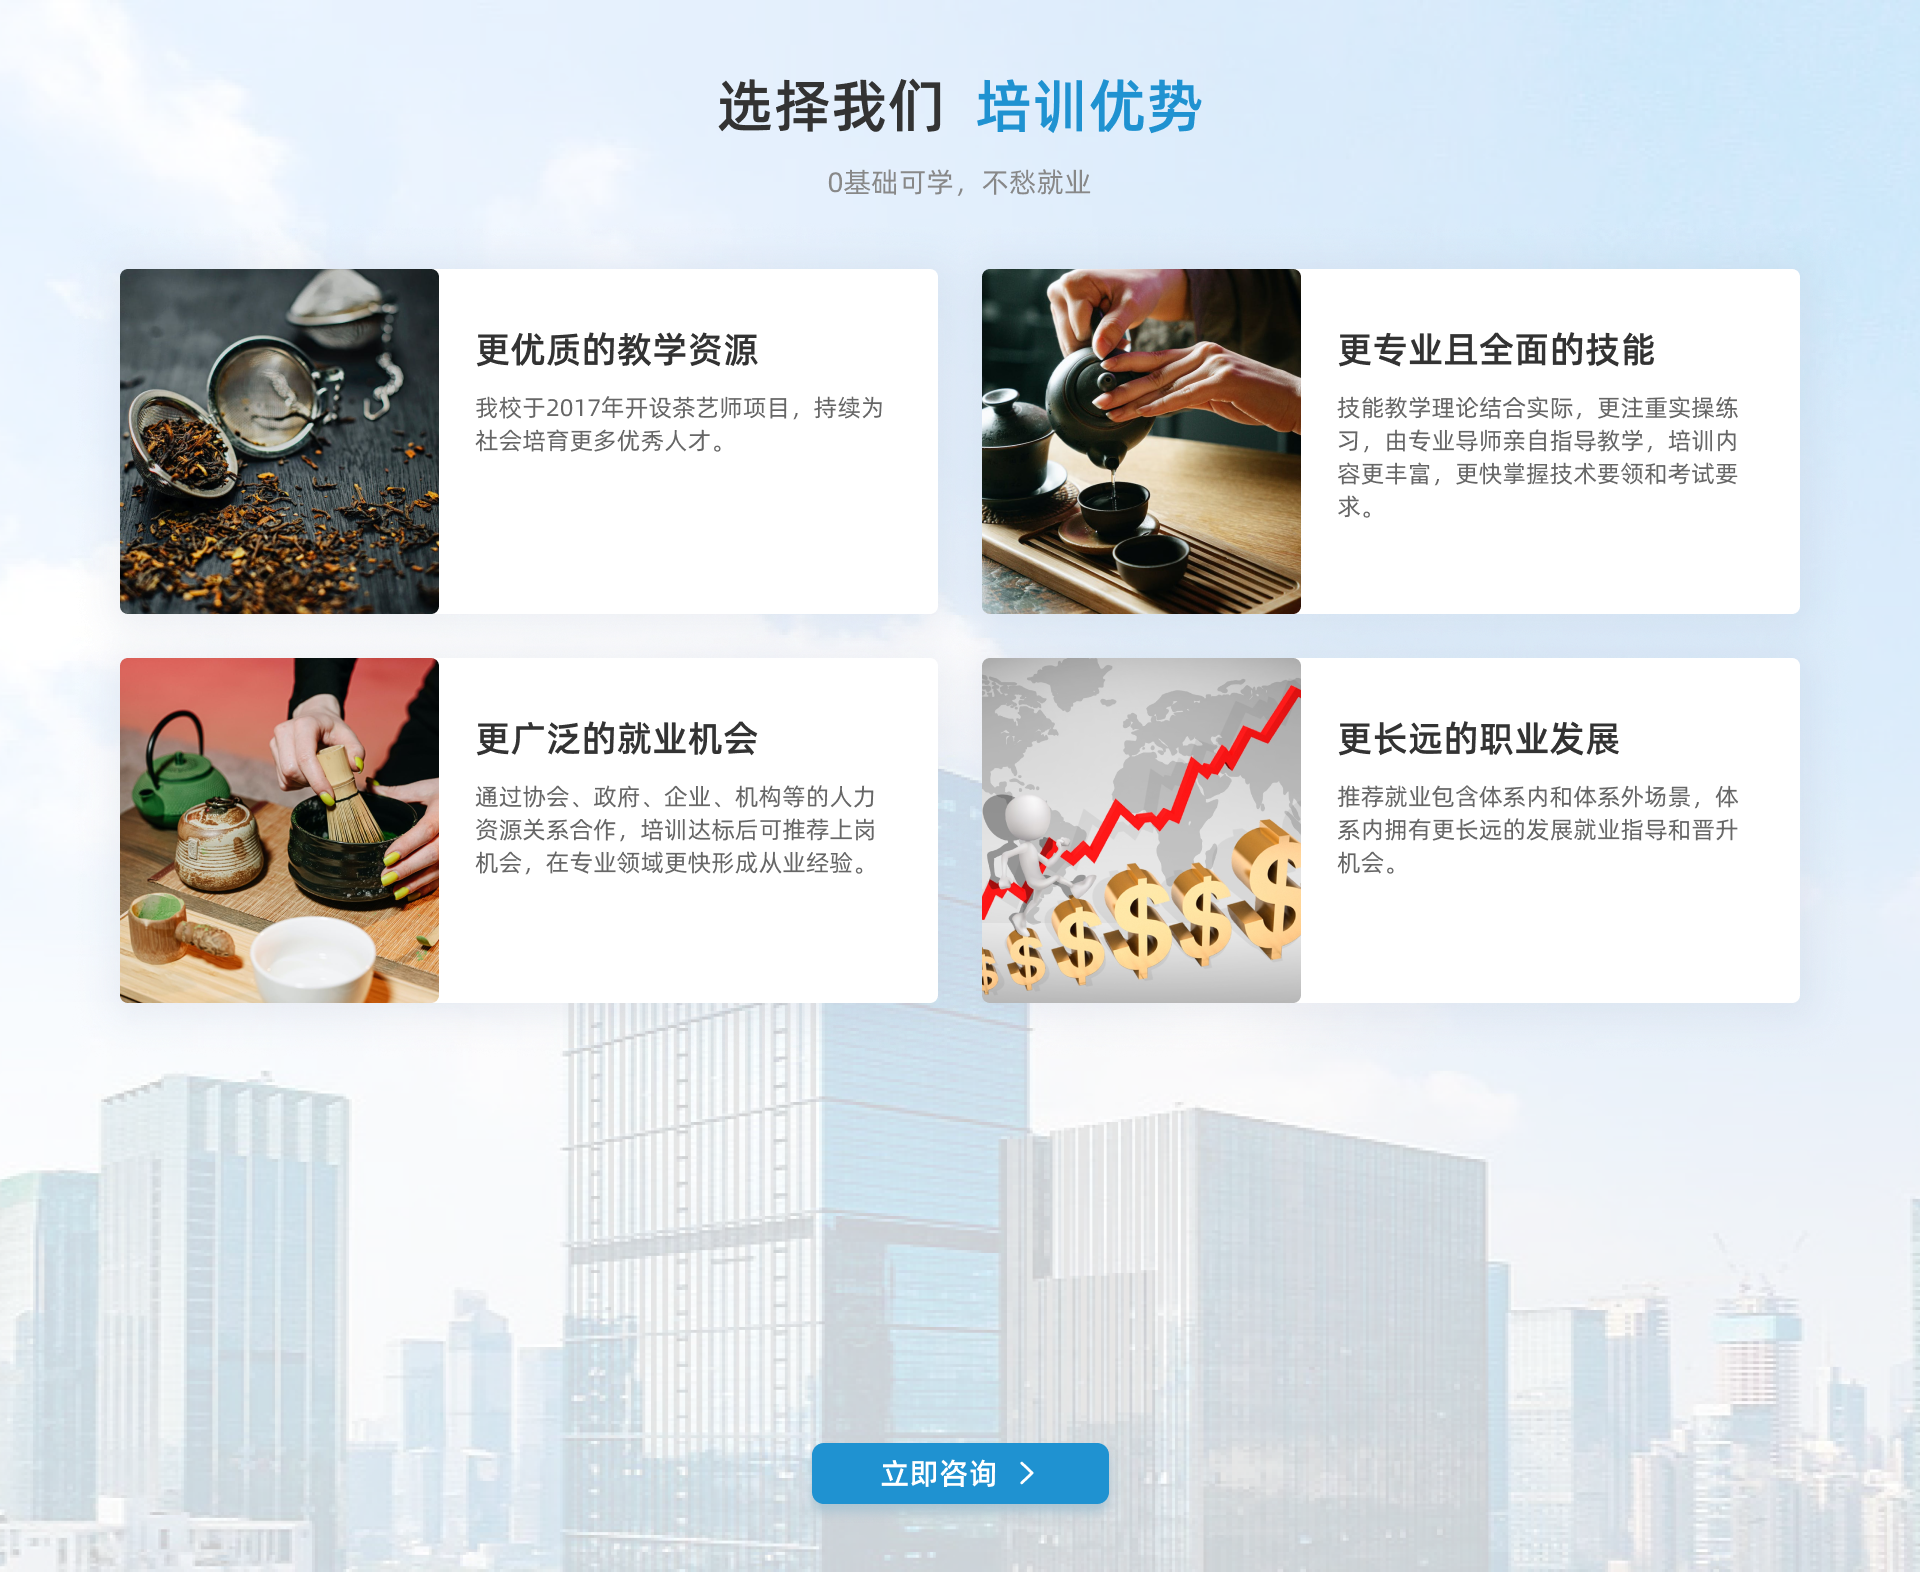 选择我们 培训优势
0基础可学，不愁就业
更优质的教学资源
我校于2017年开设茶艺师项目，持续为
社会培育更多优秀人才。
更专业且全面的技能
技能教学理论结合实际，更注重实操练
习，由专业导师亲自指导教学，培训内
容更丰富，更快掌握技术要领和考试要
求。
更广泛的就业机会
通过协会、政府、企业、机构等的人力
资源关系合作，培训达标后可推荐上岗
机会，在专业领域更快形成从业经验。
更长远的职业发展
推荐就业包含体系内和体系外场景，体
系内拥有更长远的发展就业指导和晋升
机会。
立即咨询